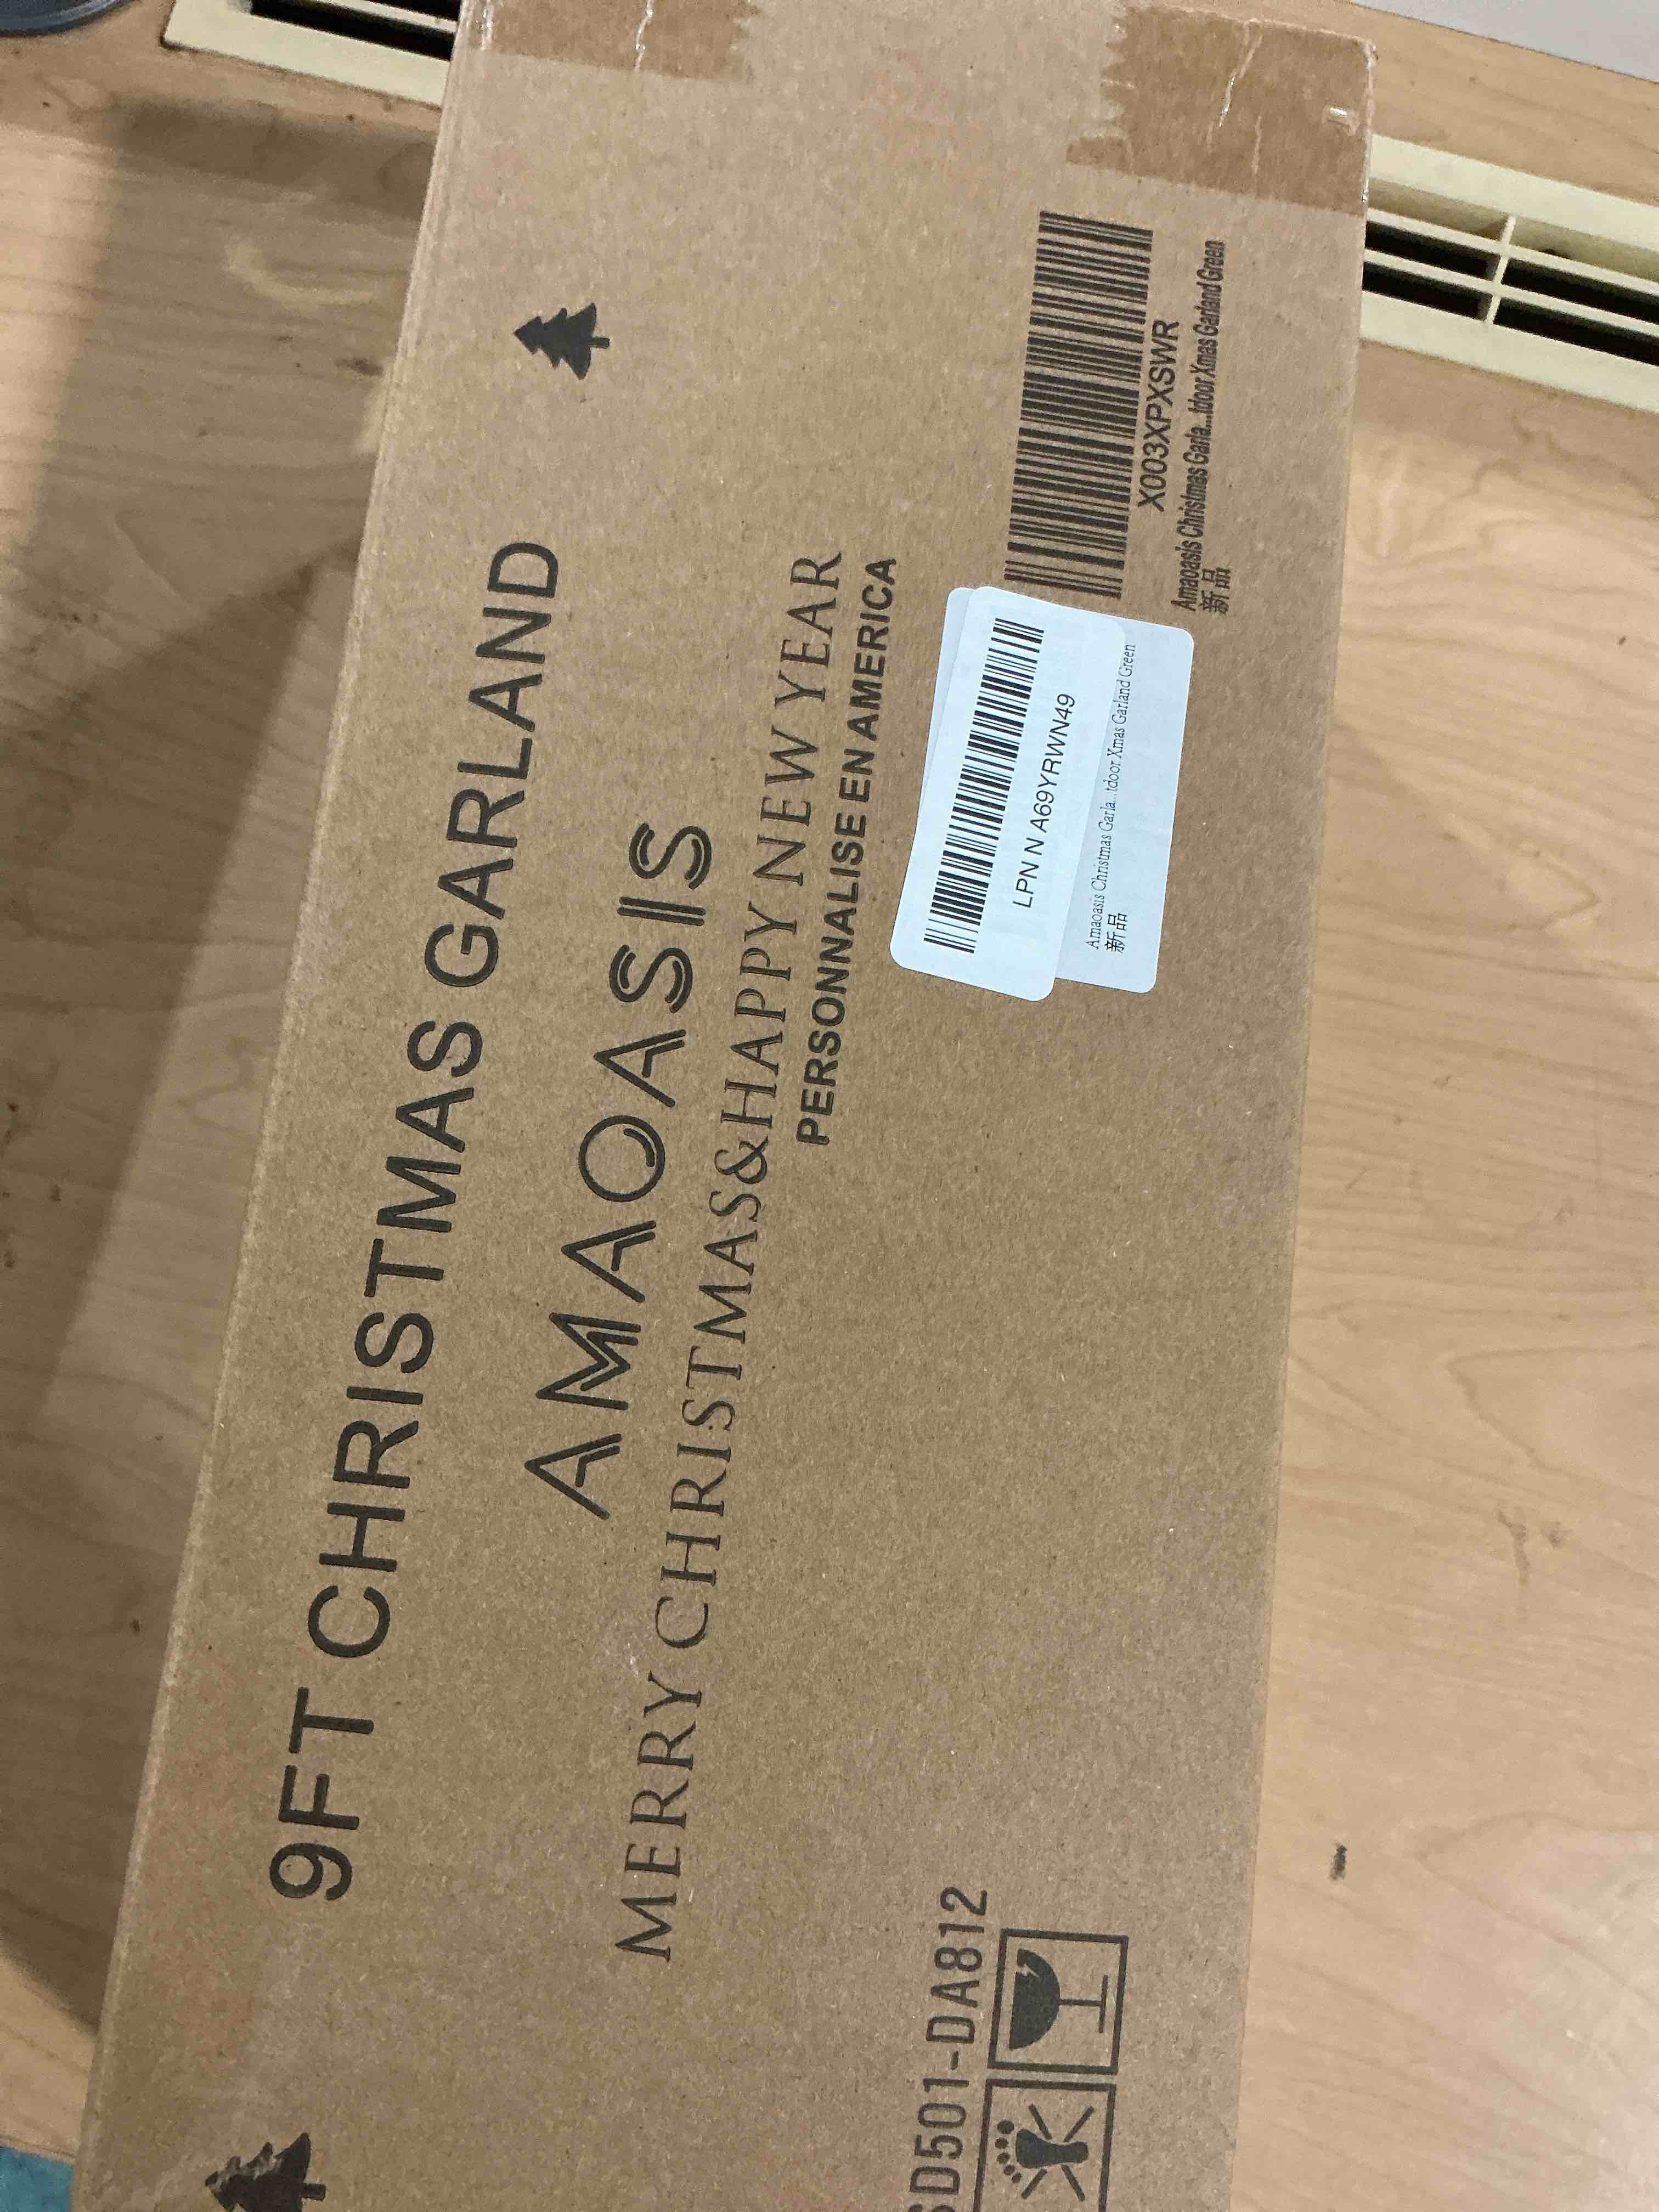 9FT CHRISTMAS GARLAND
AMAOASIS
MERRY CHRISTMAS&HAPPY NEW YEAR
PERSONNALISE EN AMERICA
X003XPXSWR
Amaoasis Christmas Garla...tdoor Xmas Garland Green
新品
LPN N A69YRWN49
Amaoasis Christmas Garla...tdoor Xmas Garland Green
新品
D501-DA812